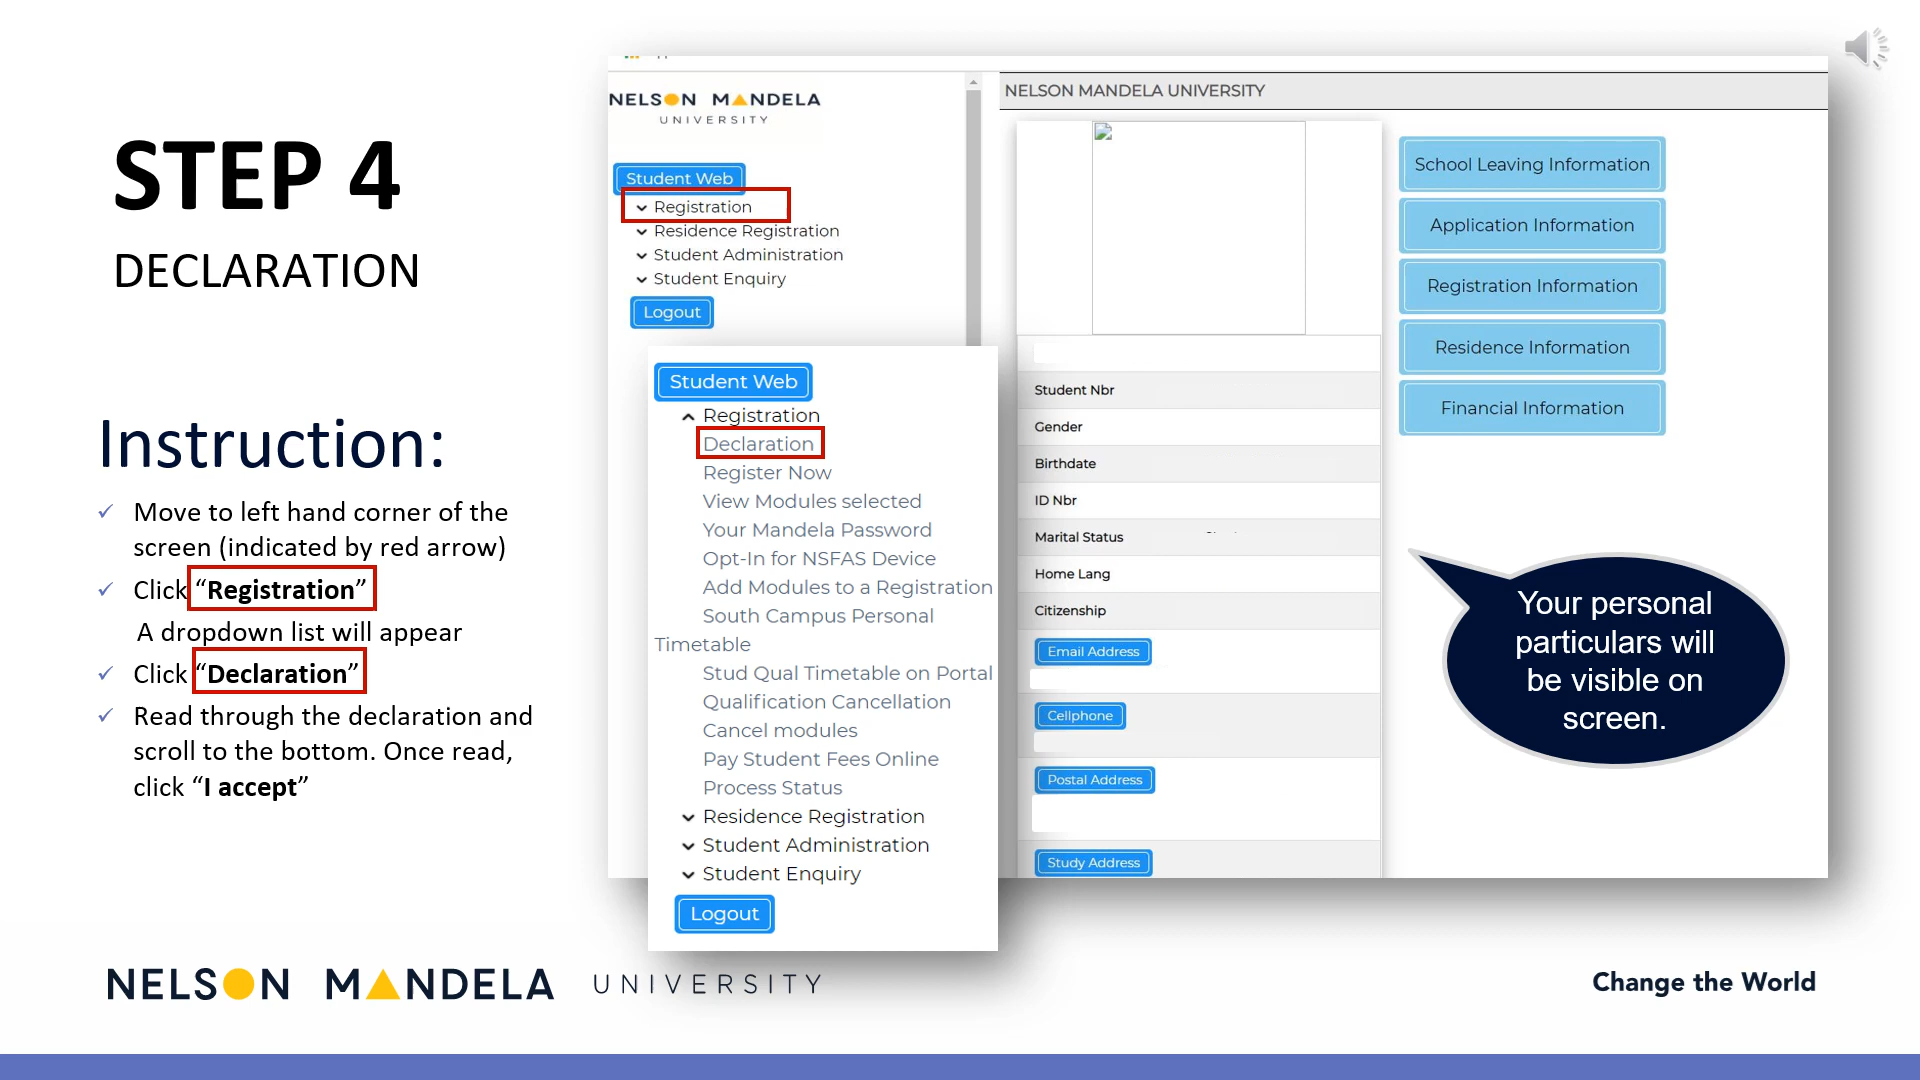 STEP 4
DECLARATION
Instruction:
✓ Move to left hand corner of the
screen (indicated by red arrow)
✓ Click “Registration”
A dropdown list will appear
✓ Click “Declaration”
✓ Read through the declaration and
scroll to the bottom. Once read,
click “I accept”
NELSON MANDELA
UNIVERSITY
Student Web
Registration
Residence Registration
Student Administration
Student Enquiry
Logout
Student Web
Registration
Declaration
Register Now
View Modules selected
Your Mandela Password
Opt-In for NSFAS Device
Add Modules to a Registration
South Campus Personal
Timetable
Stud Qual Timetable on Portal
Qualification Cancellation
Cancel modules
Pay Student Fees Online
Process Status
Residence Registration
Student Administration
Student Enquiry
Logout
NELSON MANDELA UNIVERSITY
Student Nbr
Gender
Birthdate
ID Nbr
Marital Status
Home Lang
Citizenship
Email Address
Cellphone
Postal Address
Study Address
School Leaving Information
Application Information
Registration Information
Residence Information
Financial Information
Your personal
particulars will
be visible on
screen.
NELSON MANDELA UNIVERSITY
Change the World